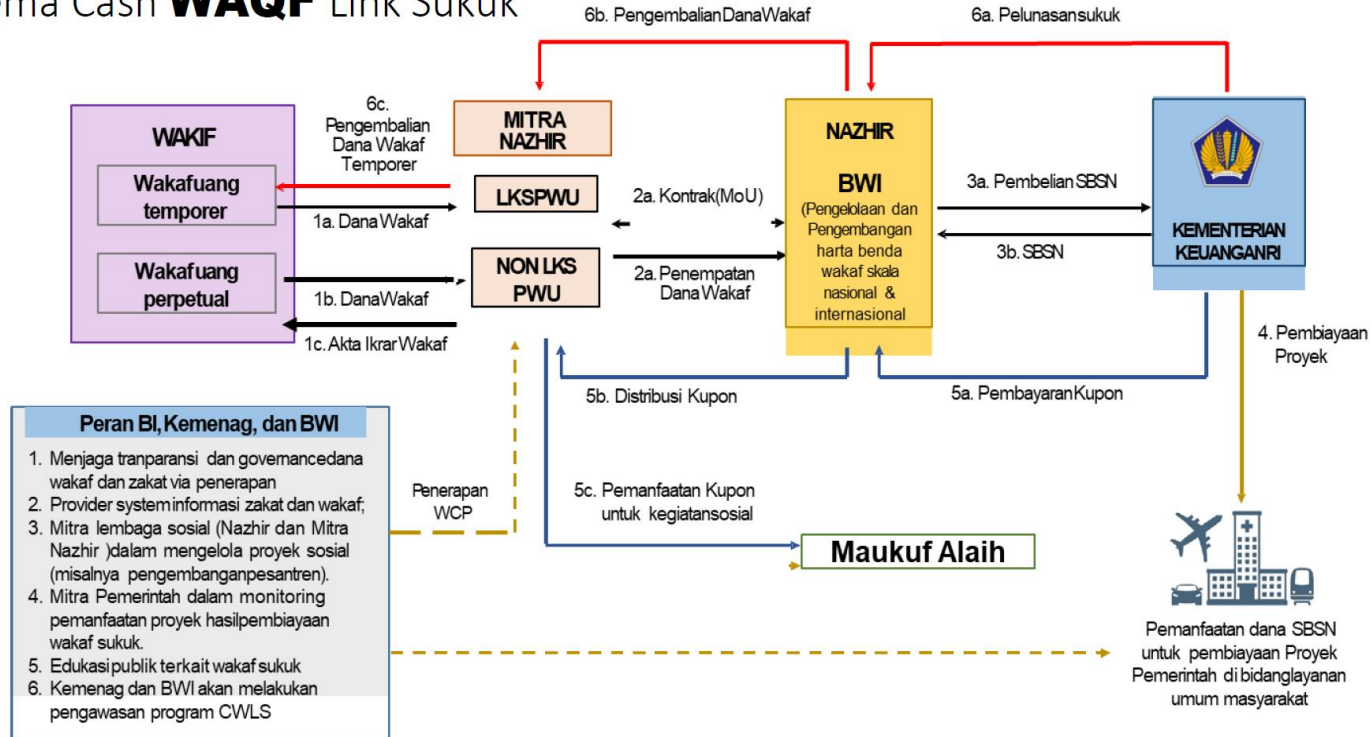 ema Cash WAQF Link Sukuk
6b. Pengembalian Dana Wakaf
6a. Pelunasansukuk
WAKIF
Wakafuang
temporer
Wakafuang
perpetual
6c.
Pengembalian
Dana Wakaf
Temporer
1a. Dana Wakaf
1b. DanaWakaf
1c. Akta Ikrar Wakaf
MITRA
NAZHIR
LKSPWU
NON LKS
PWU
2a. Kontrak(MoU)
2a. Penempatan
Dana Wakaf
NAZHIR
BWI
(Pengelolaan dan
Pengembangan
harta benda
wakaf skala
nasional &
internasional
3a. Pembelian SBSN
3b. SBSN
KEMENTERIAN
KEUANGANRI
4. Pembiayaan
Proyek
5b. Distribusi Kupon
5a. PembayaranKupon
Peran BI, Kemenag, dan BWI
1. Menjaga tranparansi dan governancedana
wakaf dan zakat via penerapan
2. Provider systeminformasi zakat dan wakaf;
3. Mitra lembaga sosial (Nazhir dan Mitra
Nazhir )dalam mengelola proyek sosial
(misalnya pengembanganpesantren).
4. Mitra Pemerintah dalam monitoring
pemanfaatan proyek hasilpembiayaan
wakaf sukuk.
5. Edukasipublik terkait wakaf sukuk
6. Kemenag dan BWI akan melakukan
pengawasan program CWLS
Penerapan
WCP
5c. Pemanfaatan Kupon
untuk kegiatansosial
Maukuf Alaih
Pemanfaatan dana SBSN
untuk pembiayaan Proyek
Pemerintah di bidanglayanan
umum masyarakat